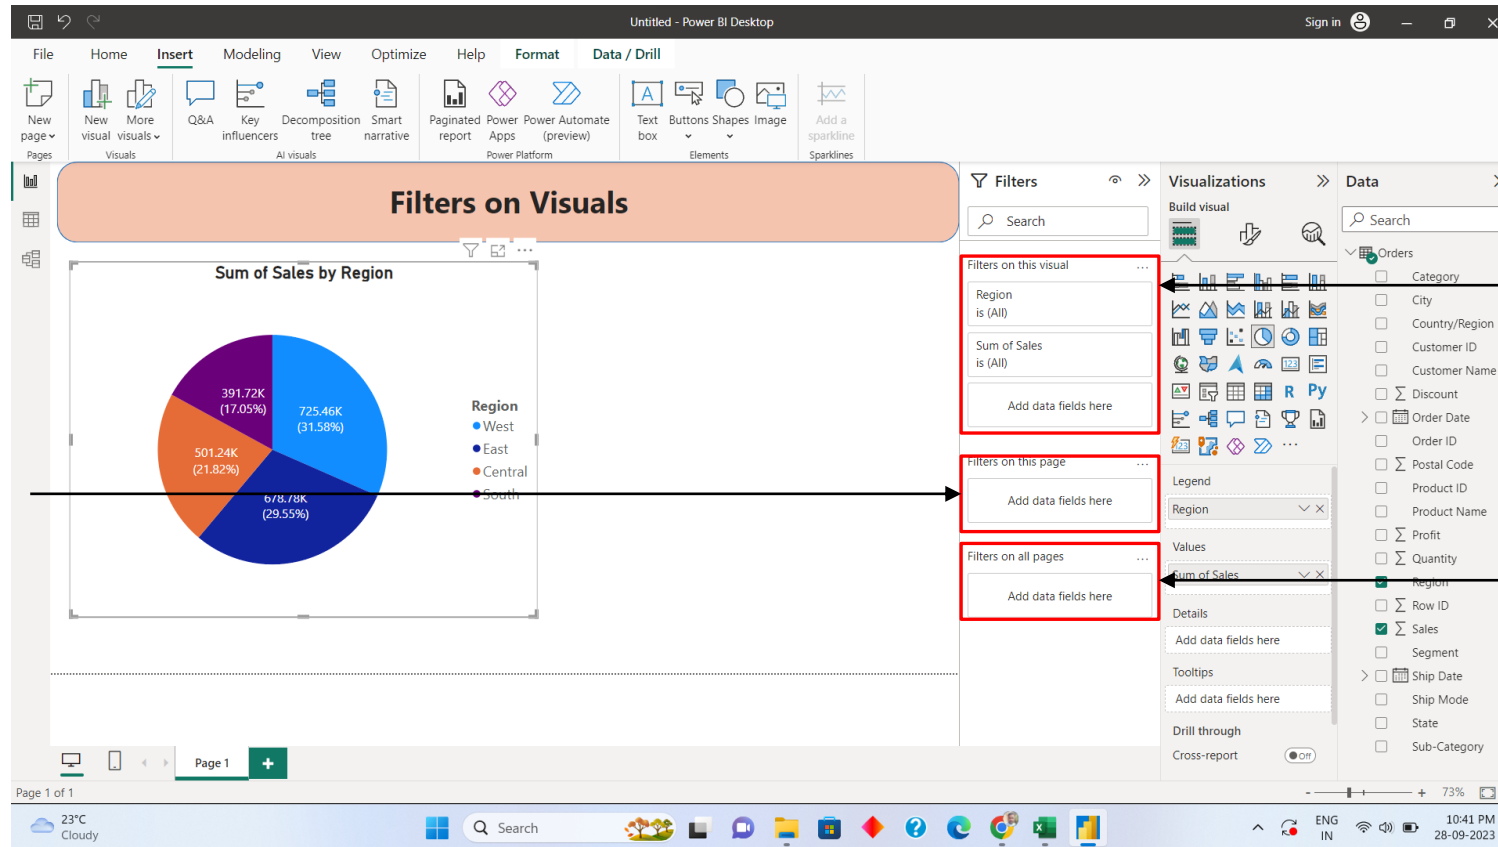 Untitled - Power BI Desktop
Sign in
File Home Insert Modeling View Optimize Help Format Data / Drill
New page
New visual
More visuals
Q&A
Key influencers
Decomposition tree
Smart narrative
Paginated report
Power Apps
Power Automate (preview)
Text box
Buttons
Shapes
Image
Add a sparkline
Pages
Visuals
AI visuals
Power Platform
Elements
Sparklines
Filters on Visuals
Sum of Sales by Region
391.72K
(17.05%)
725.46K
(31.58%)
501.24K
(21.82%)
678.78K
(29.55%)
Region
West
East
Central
South
Filters
Search
Filters on this visual
Region
is (All)
Sum of Sales
is (All)
Add data fields here
Filters on this page
Add data fields here
Filters on all pages
Add data fields here
Visualizations
Build visual
123
R
Py
123
Legend
Region
Values
Sum of Sales
Details
Add data fields here
Tooltips
Add data fields here
Drill through
Cross-report
Off
Data
Search
Orders
Category
City
Country/Region
Customer ID
Customer Name
Discount
Order Date
Order ID
Postal Code
Product ID
Product Name
Profit
Quantity
Region
Row ID
Sales
Segment
Ship Date
Ship Mode
State
Sub-Category
Page 1
Page 1 of 1
73%
23°C
Cloudy
Search
ENG
IN
10:41 PM
28-09-2023